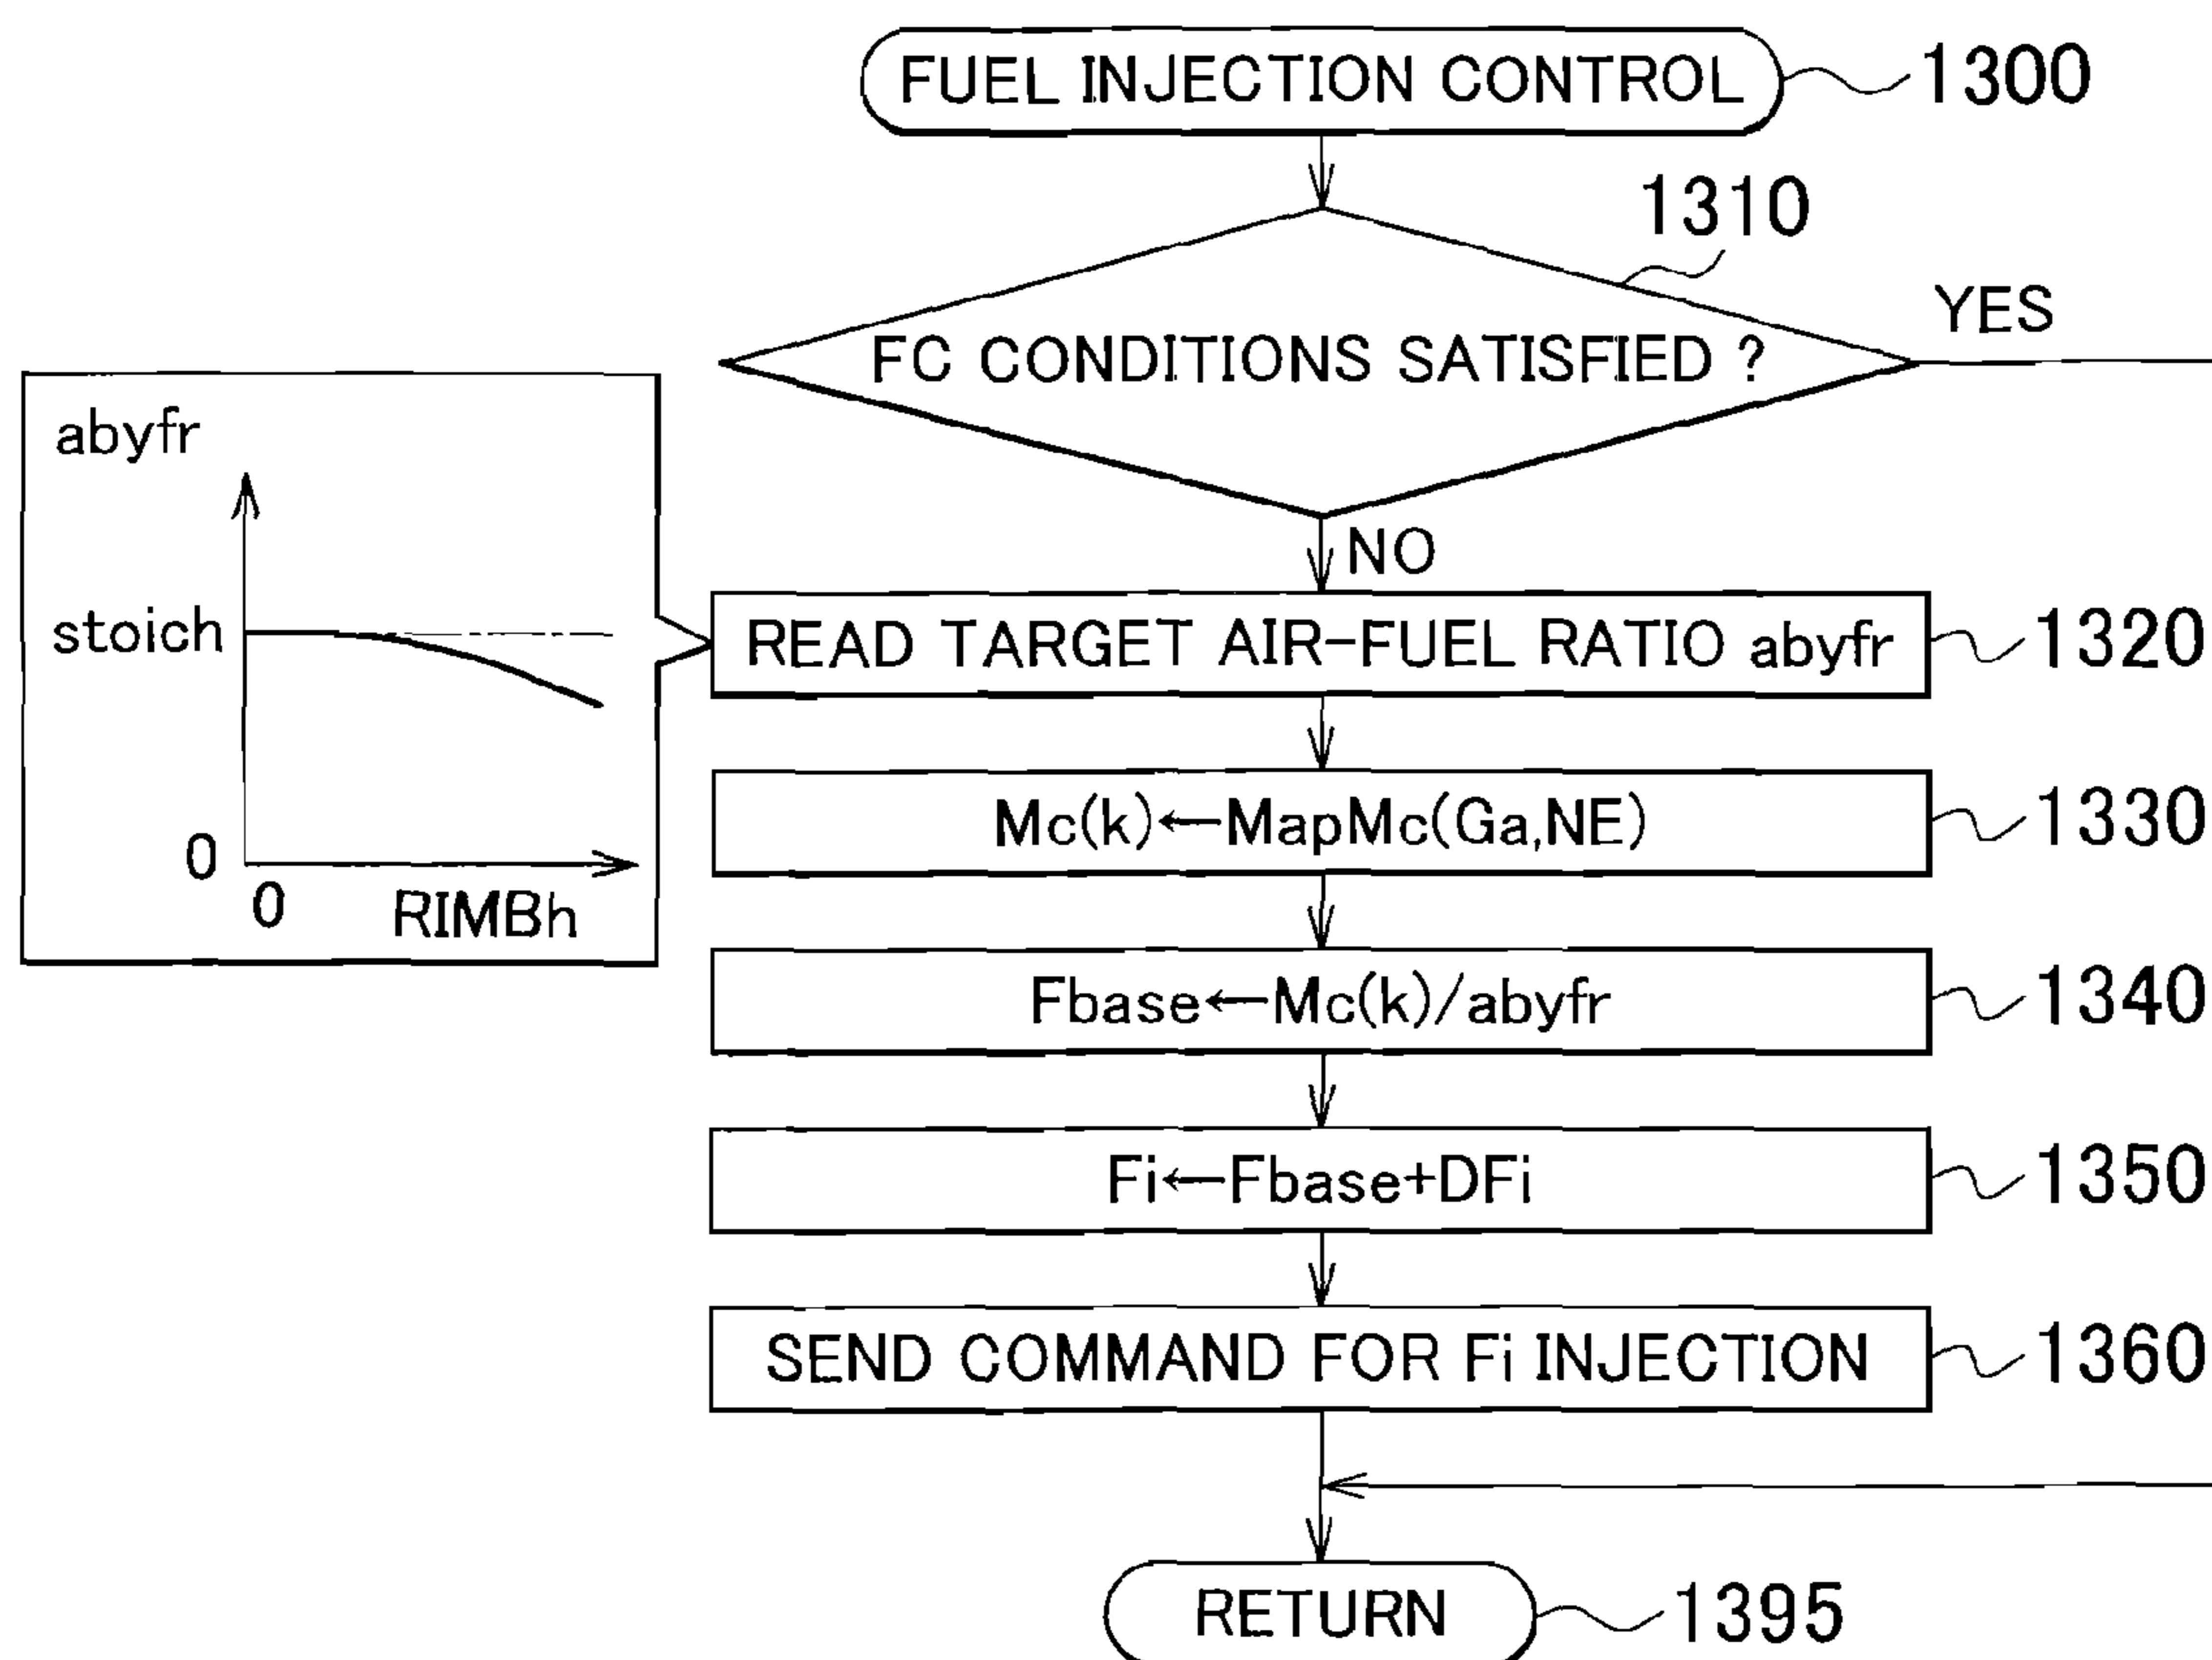 FUEL INJECTION CONTROL
1300
1310
FC CONDITIONS SATISFIED ?
YES
NO
abyfr
stoich
0
0
RIMBh
READ TARGET AIR-FUEL RATIO abyfr
1320
Mc(k)←MapMc(Ga,NE)
1330
Fbase←Mc(k)/abyfr
1340
Fi←Fbase+DFi
1350
SEND COMMAND FOR Fi INJECTION
1360
RETURN
1395